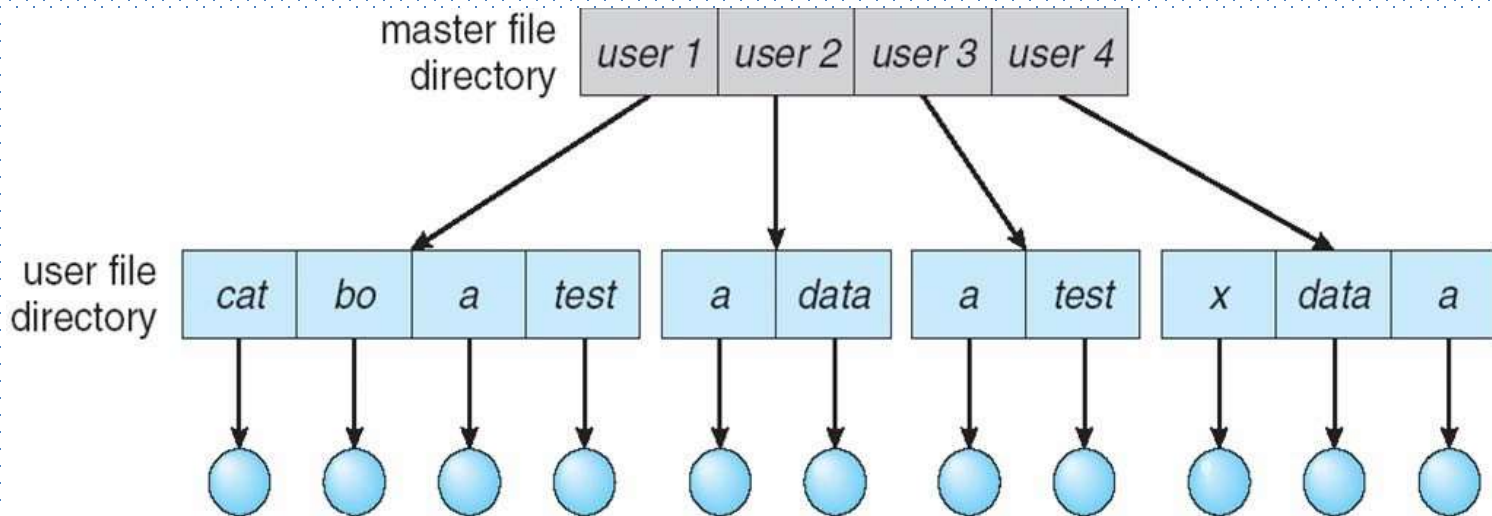 master file
directory
user 1 user 2 user 3 user 4
user file
directory
cat bo a test a data a test x data a